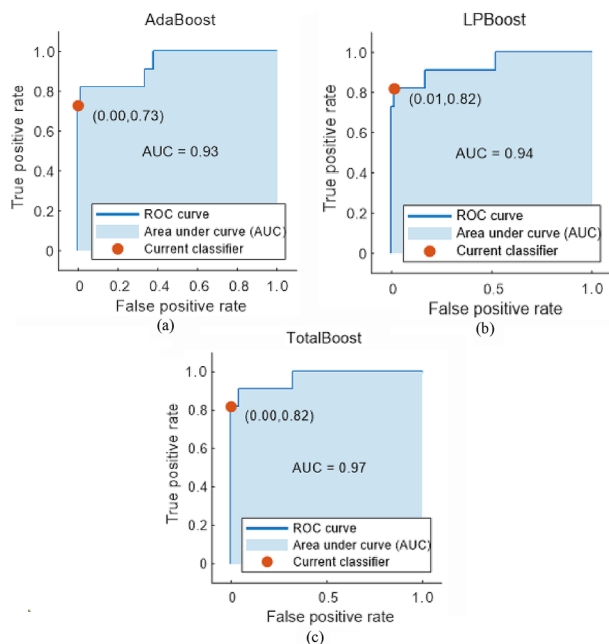 AdaBoost
1.0
0.8
0.6
0.4
0.2
0
True positive rate
(0.00,0.73)
AUC = 0.93
ROC curve
Area under curve (AUC)
Current classifier
0 0.2 0.4 0.6 0.8 1.0
False positive rate
(a)
LPBoost
1.0
0.8
0.6
0.4
0.2
0
True positive rate
(0.01,0.82)
AUC = 0.94
ROC curve
Area under curve (AUC)
Current classifier
0 0.5 1.0
False positive rate
(b)
TotalBoost
1.0
0.8
0.6
0.4
0.2
0
True positive rate
(0.00,0.82)
AUC = 0.97
ROC curve
Area under curve (AUC)
Current classifier
0 0.5 1.0
False positive rate
(c)